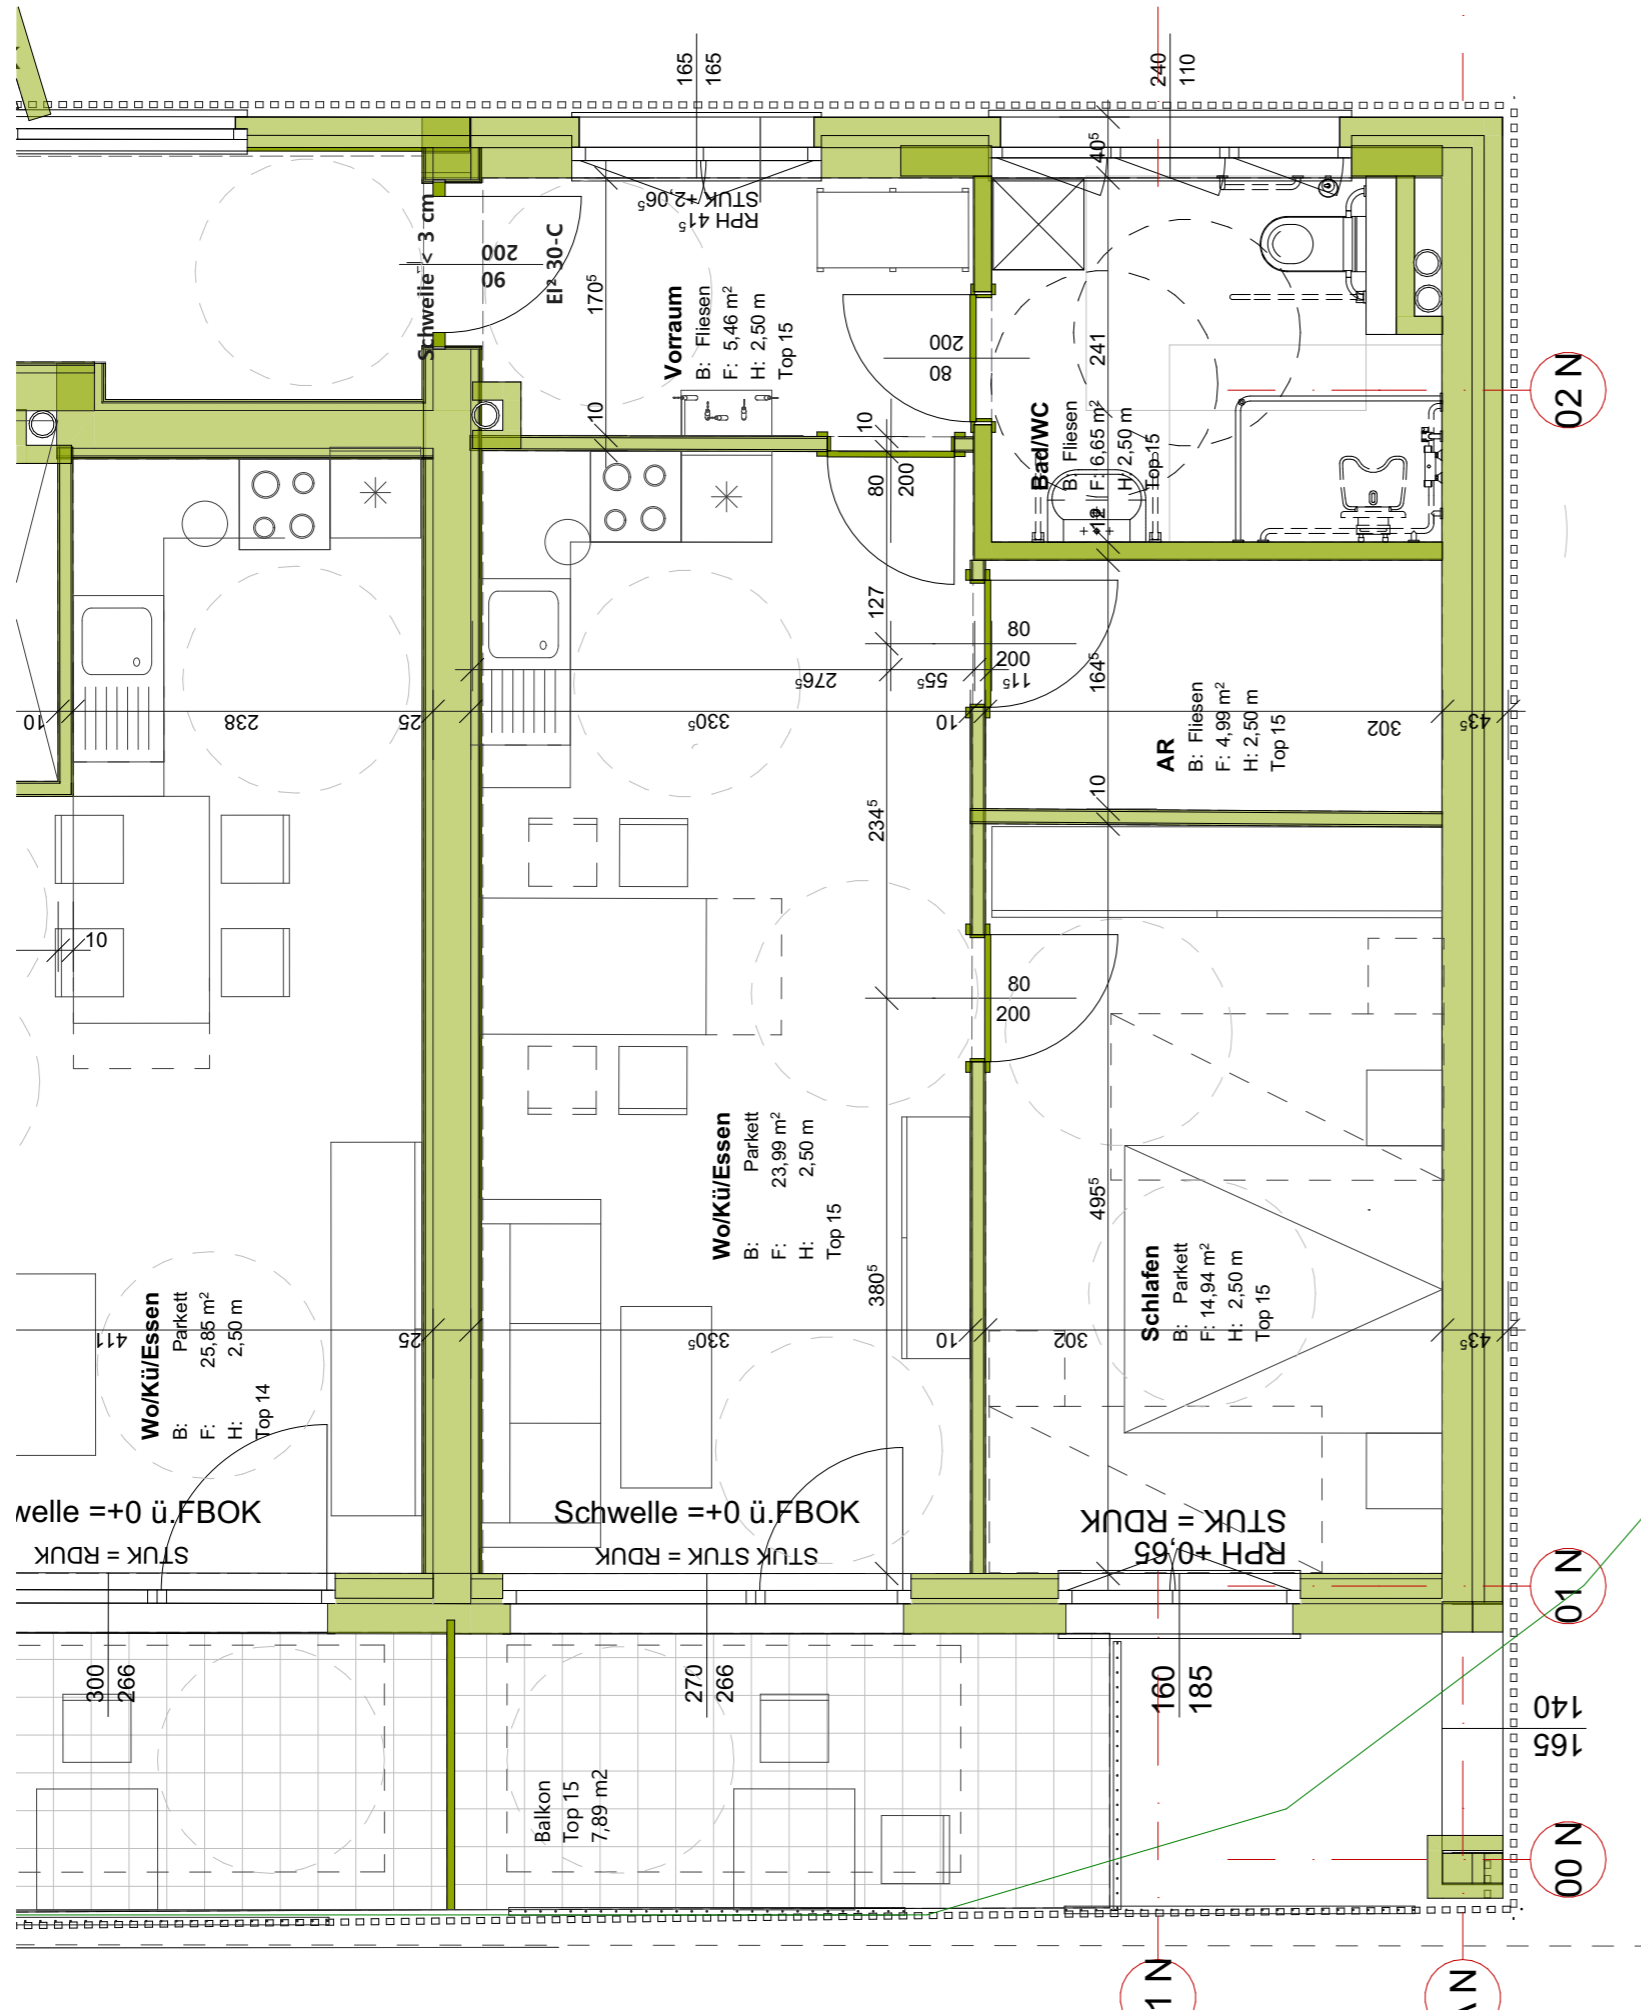 165
165
240
110
40⁵
Schwelle < 3 cm
90
200
EI² 30-C
RPH 41⁵
STUK +2,06⁵
170⁵
10
Vorraum
B: Fliesen
F: 5,46 m²
H: 2,50 m
Top 15
80
200
10
80
200
241
Bad/WC
B: Fliesen
F: 6,65 m²
H: 2,50 m
Top 15
12
02 N
127
80
200
276⁵
55⁵
11⁵
164⁵
10
238
25
330⁵
10
302
43⁵
AR
B: Fliesen
F: 4,99 m²
H: 2,50 m
Top 15
10
234⁵
10
80
200
Wo/Kü/Essen
B: Parkett
F: 23,99 m²
H: 2,50 m
Top 15
495⁵
380⁵
Schlafen
B: Parkett
F: 14,94 m²
H: 2,50 m
Top 15
Wo/Kü/Essen
B: Parkett
F: 25,85 m²
H: 2,50 m
Top 14
411
25
330⁵
10
302
43⁵
welle =+0 ü.FBOK
STUK = RDUK
Schwelle =+0 ü.FBOK
STUK STUK = RDUK
RPH +0,65
STUK = RDUK
01 N
300
266
270
266
160
185
165
140
Balkon
Top 15
7,89 m2
00 N
1 N
N